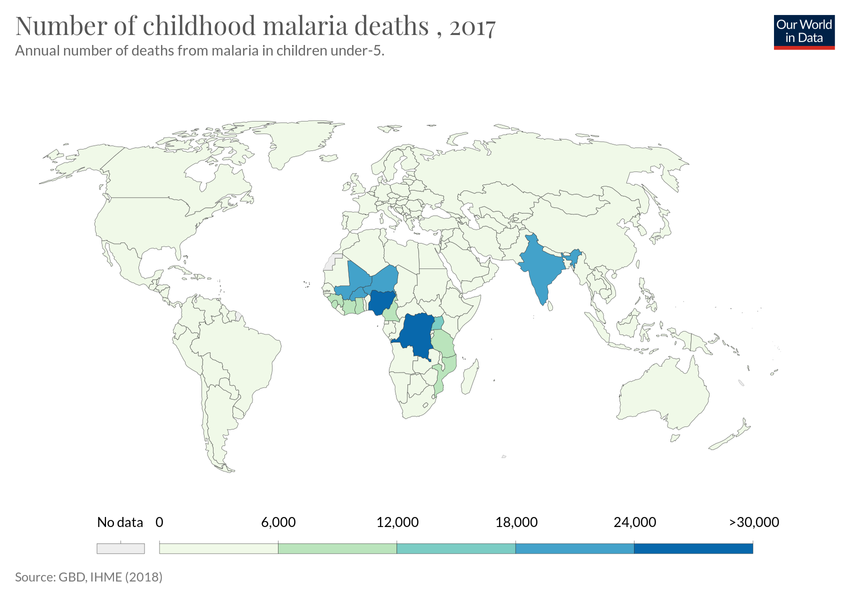 Number of childhood malaria deaths , 2017
Our World
in Data
Annual number of deaths from malaria in children under-5.
No data 0 6,000 12,000 18,000 24,000 >30,000
Source: GBD, IHME (2018)